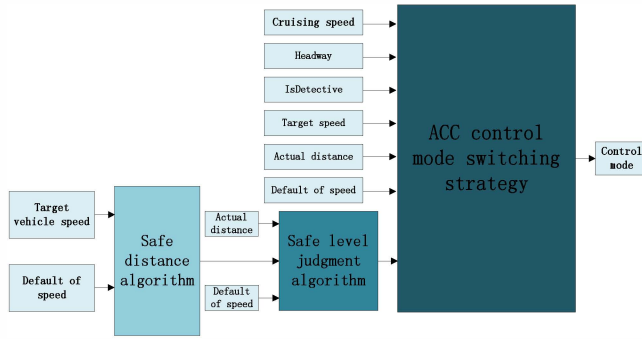 Cruising speed
Headway
IsDetective
Target speed
Actual distance
Default of speed
ACC control
mode switching
strategy
Control
mode
Target
vehicle speed
Default of
speed
Safe
distance
algorithm
Actual
distance
Default
of speed
Safe level
judgment
algorithm